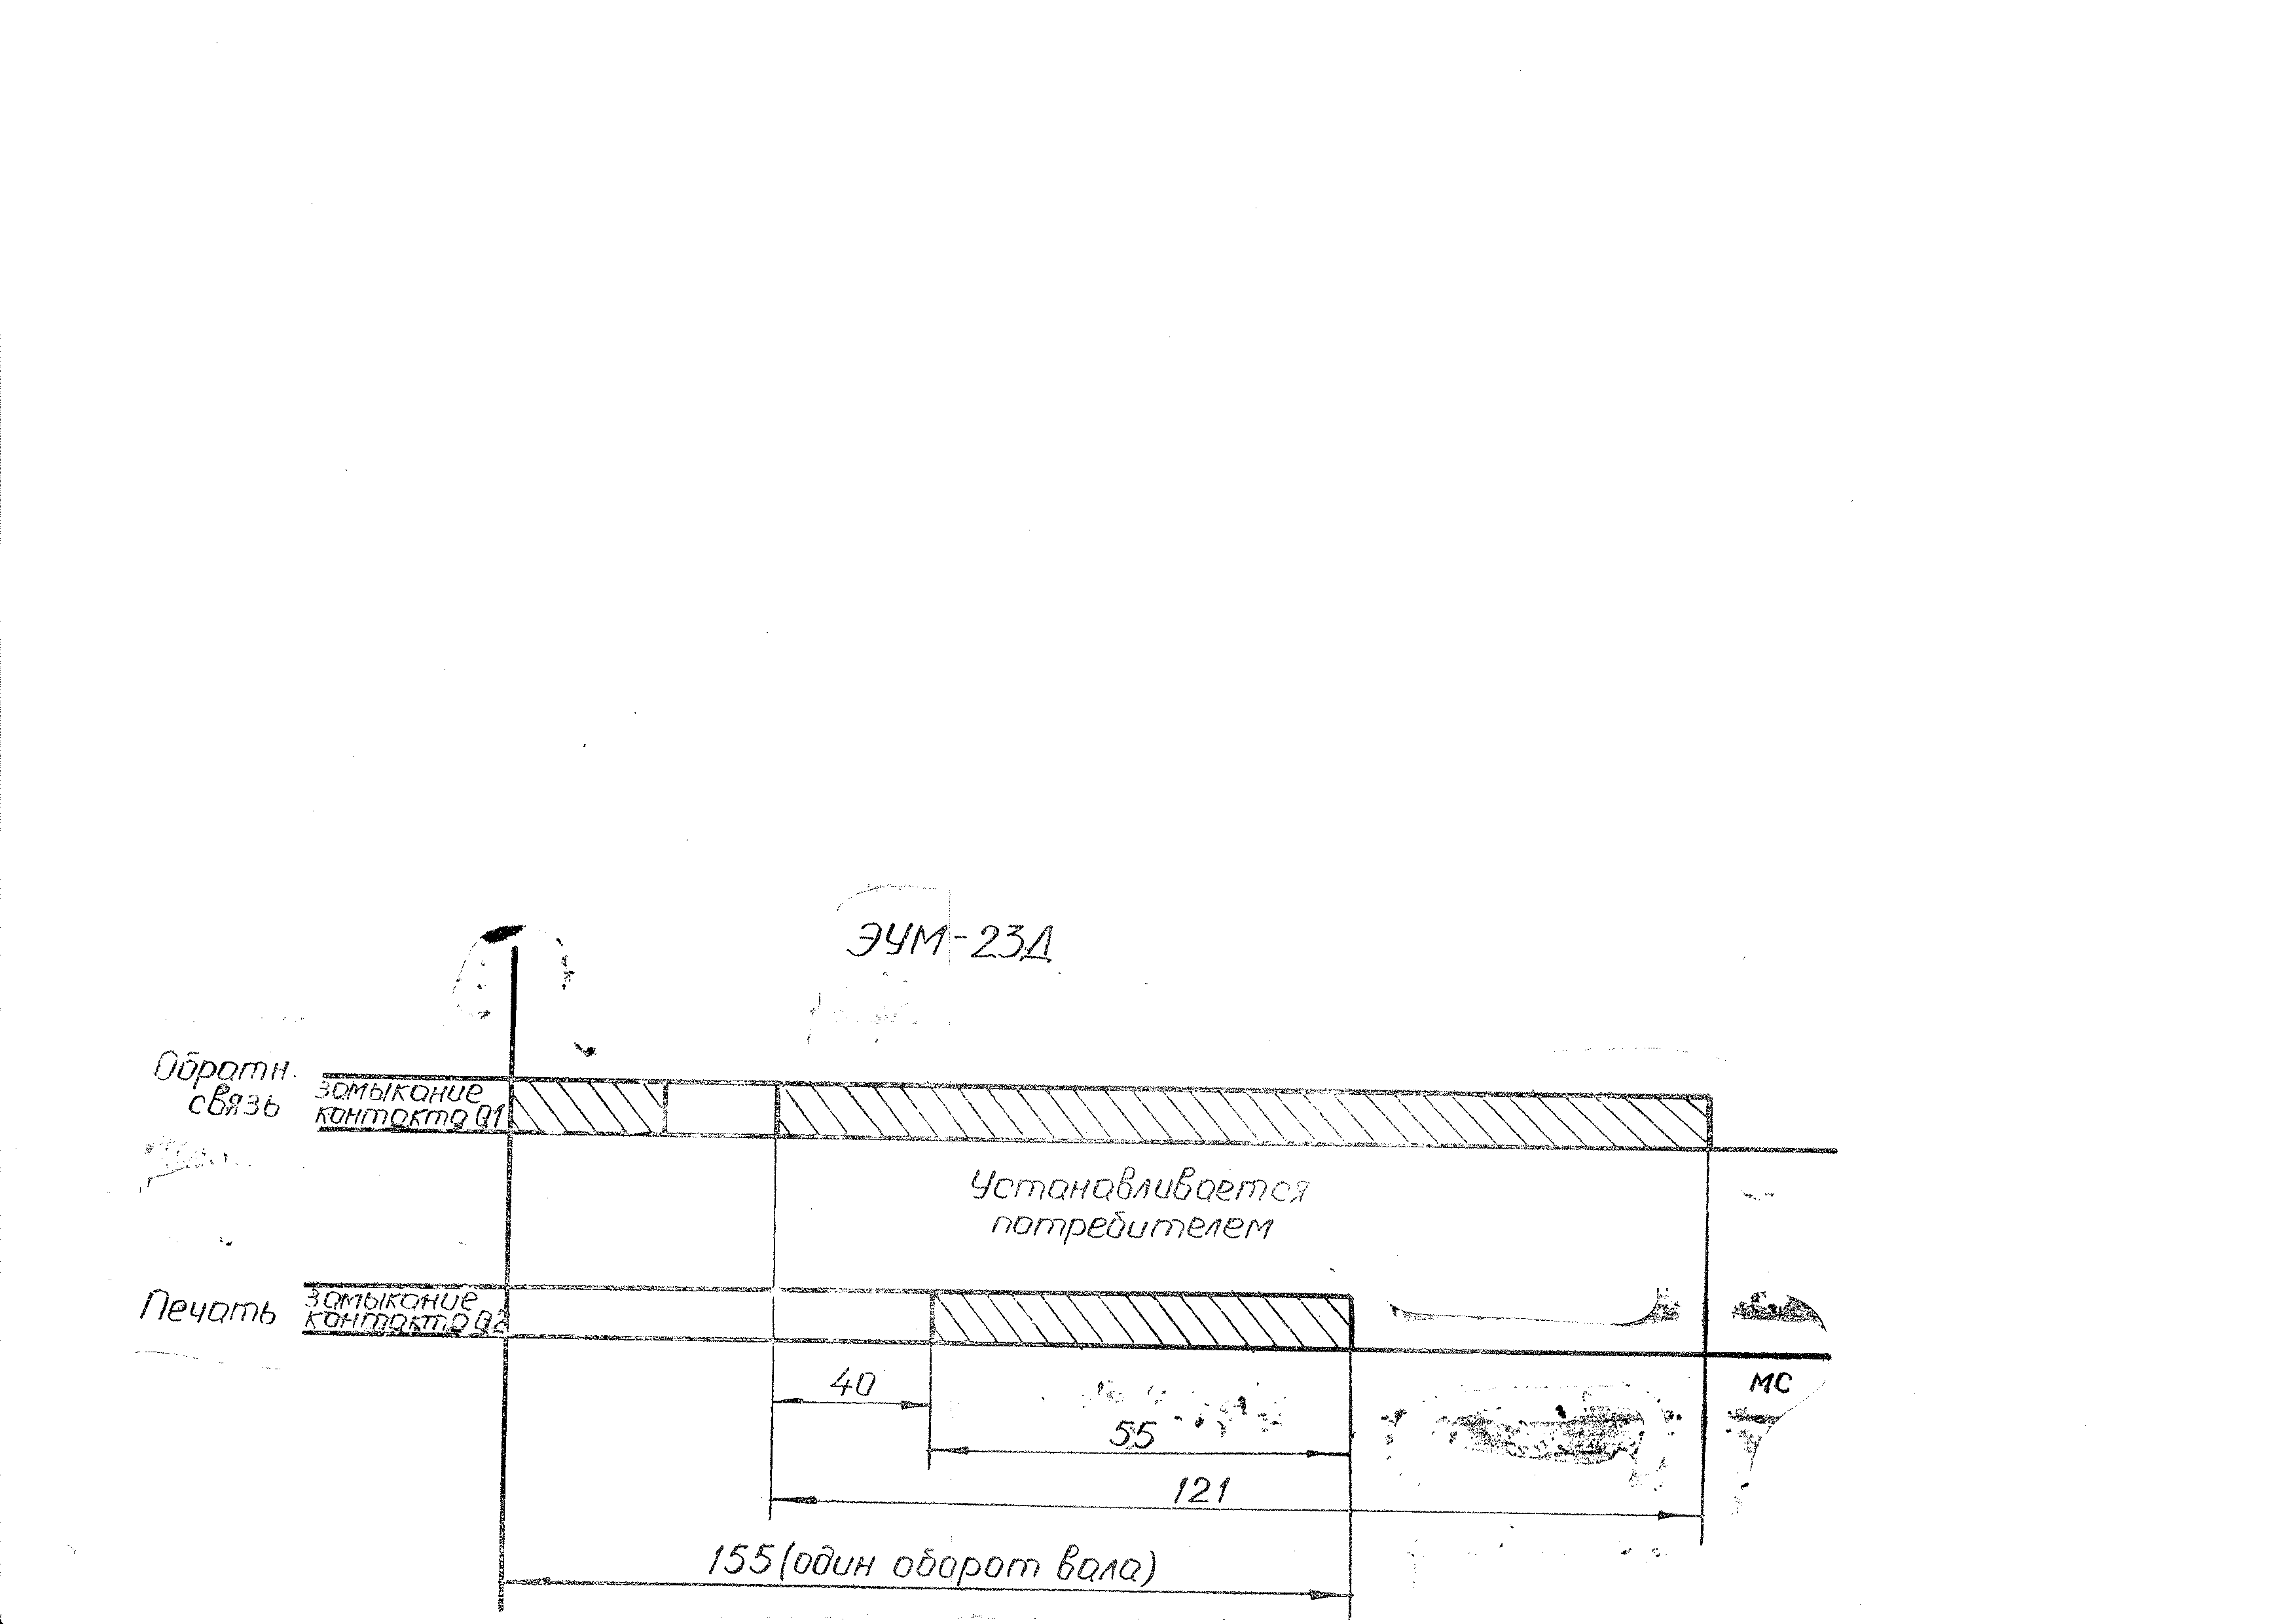 ЭУМ-23Д
Обратн.
связь
замыкание
контакта Q1
Устанавливается
потребителем
Печать
замыкание
контакта Q2
мс
40
55
121
155 (один оборот вала)